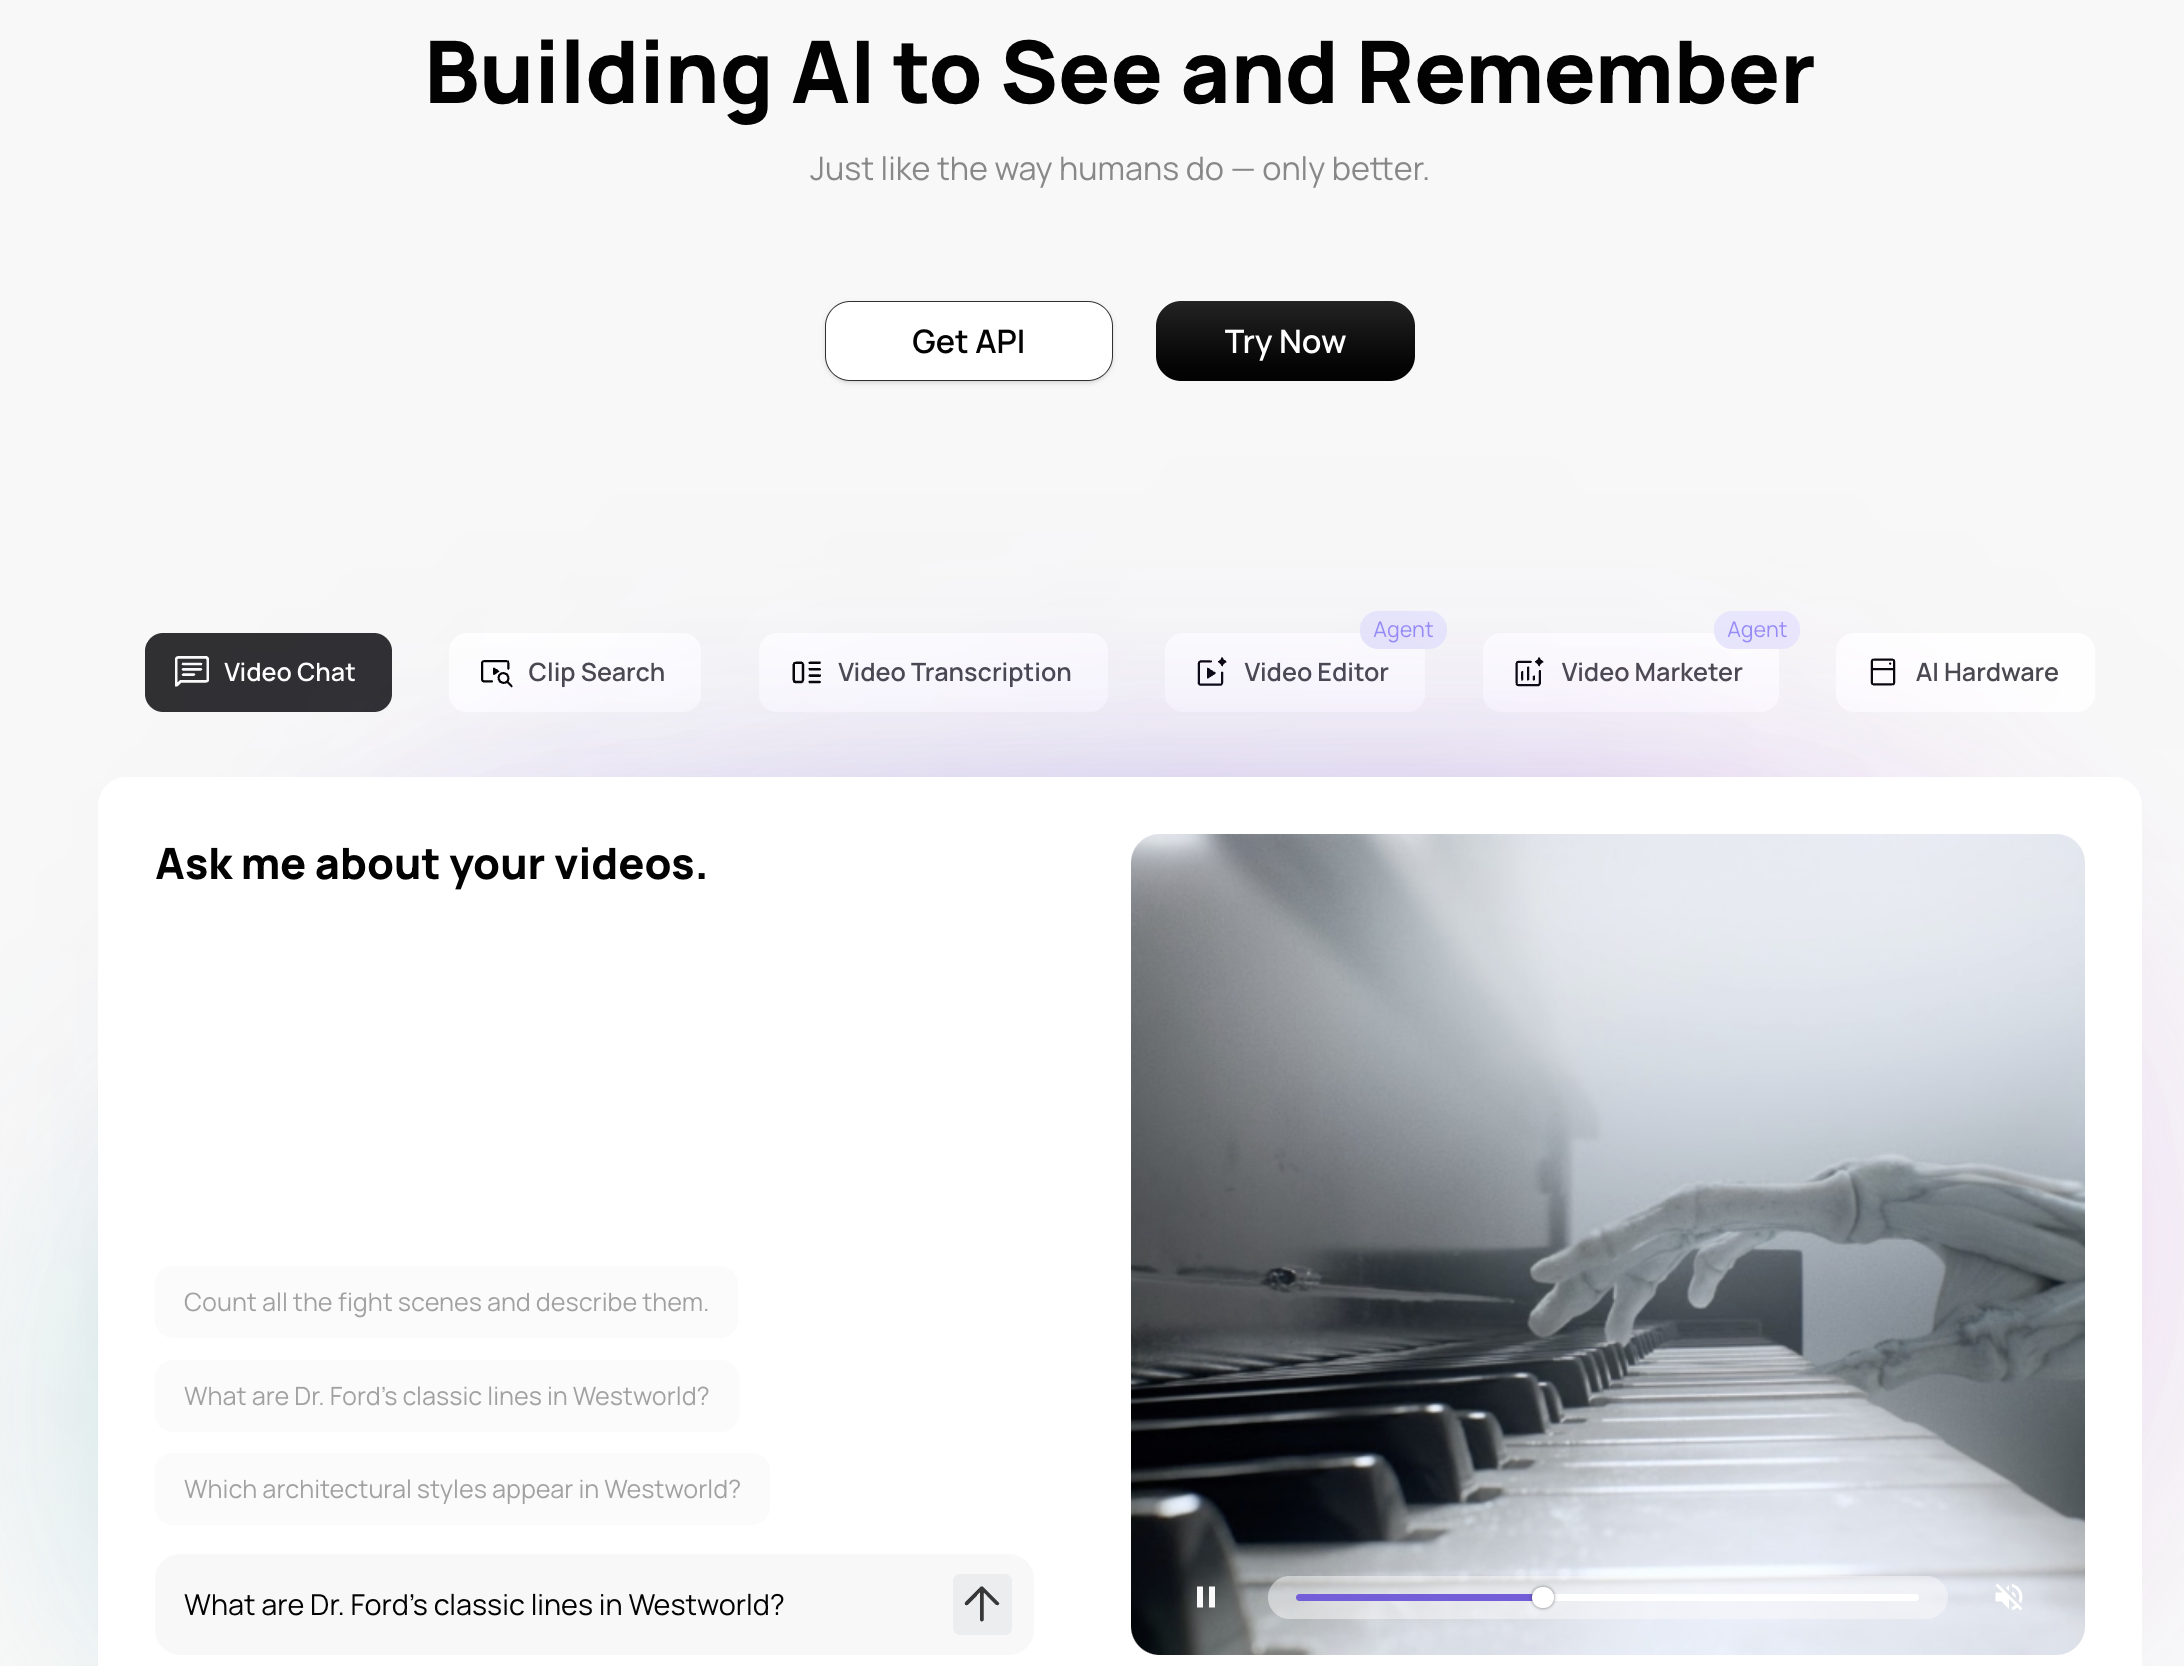 Building AI to See and Remember
Just like the way humans do — only better.
Get API
Try Now
Agent
Agent
Video Chat
Clip Search
Video Transcription
Video Editor
Video Marketer
AI Hardware
Ask me about your videos.
Count all the fight scenes and describe them.
What are Dr. Ford’s classic lines in Westworld?
Which architectural styles appear in Westworld?
What are Dr. Ford’s classic lines in Westworld?